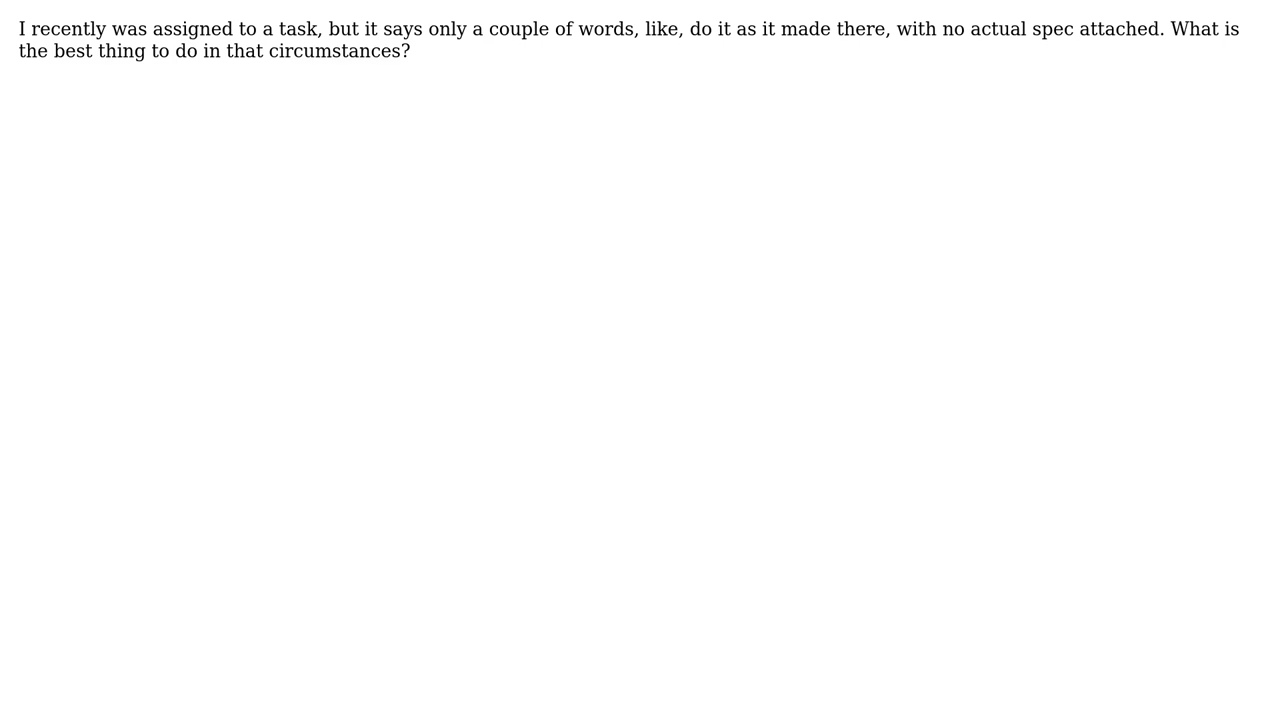 I recently was assigned to a task, but it says only a couple of words, like, do it as it made there, with no actual spec attached. What is
the best thing to do in that circumstances?